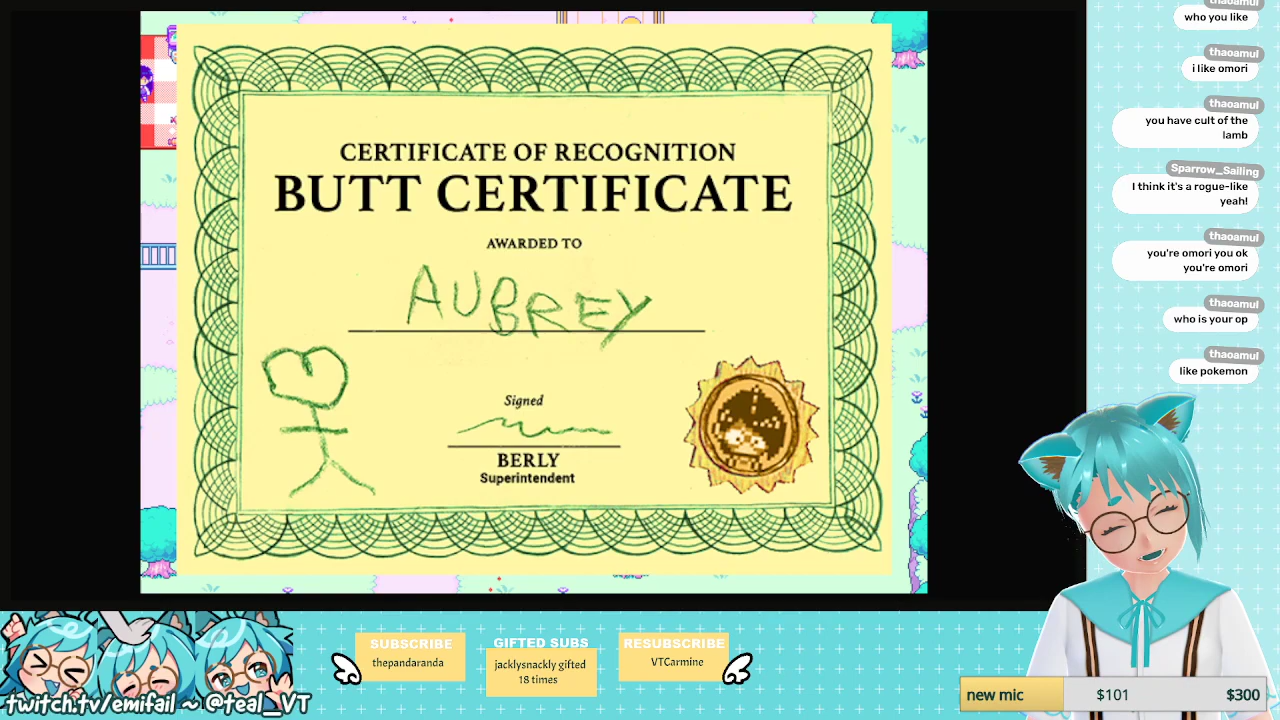 CERTIFICATE OF RECOGNITION
BUTT CERTIFICATE
AWARDED TO
AUBREY
Signed
BERLY
Superintendent
thaoamul
who you like
thaoamul
i like omori
thaoamul
you have cult of the
lamb
Sparrow_Sailing
I think it's a rogue-like
yeah!
thaoamul
you're omori you ok
you're omori
thaoamul
who is your op
thaoamul
like pokemon
twitch.tv/emifail ~ @teal_VT
SUBSCRIBE
thepandaranda
GIFTED SUBS
jacklysnackly gifted
18 times
RESUBSCRIBE
VTCarmine
new mic
$101
$300